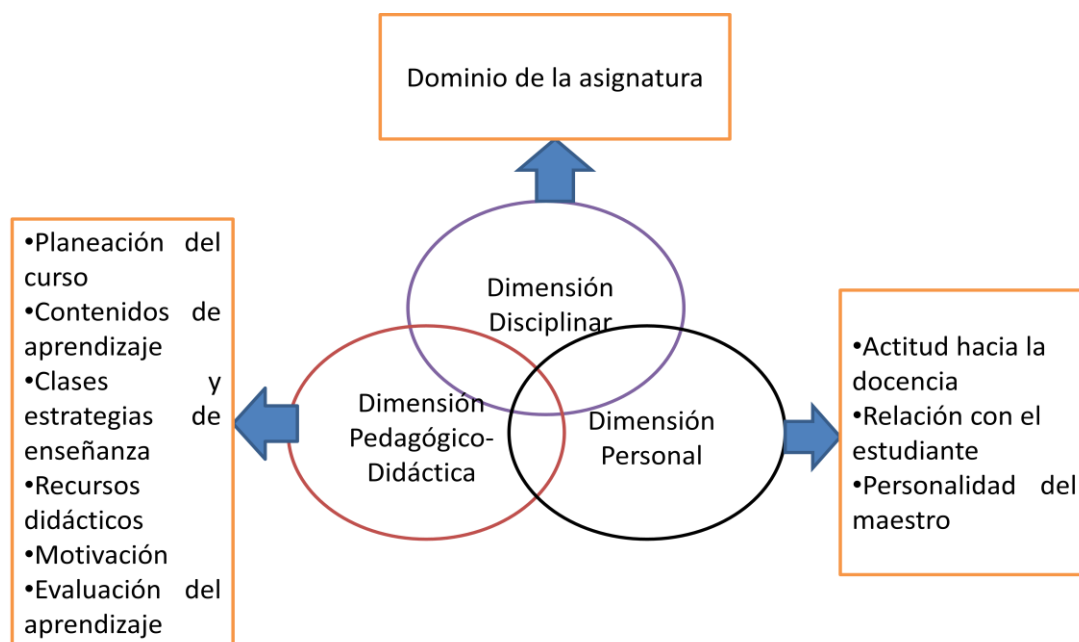 Dominio de la asignatura
•Planeación del
curso
•Contenidos de
aprendizaje
•Clases y
estrategias de
enseñanza
•Recursos
didácticos
•Motivación
•Evaluación del
aprendizaje
Dimensión
Disciplinar
Dimensión
Pedagógico-
Didáctica
Dimensión
Personal
•Actitud hacia la
docencia
•Relación con el
estudiante
•Personalidad del
maestro